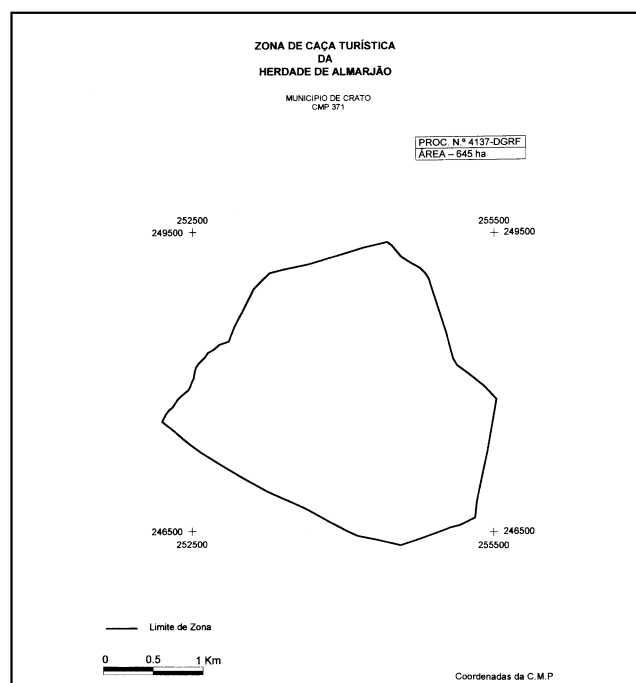 ZONA DE CAÇA TURÍSTICA
DA
HERDADE DE ALMARJÃO
MUNICIPIO DE CRATO
CMP 371
PROC. N.º 4137-DGRF
ÁREA – 645 ha
252500
249500
255500
249500
246500
252500
246500
255500
Limite de Zona
0 0.5 1 Km
Coordenadas da C.M.P